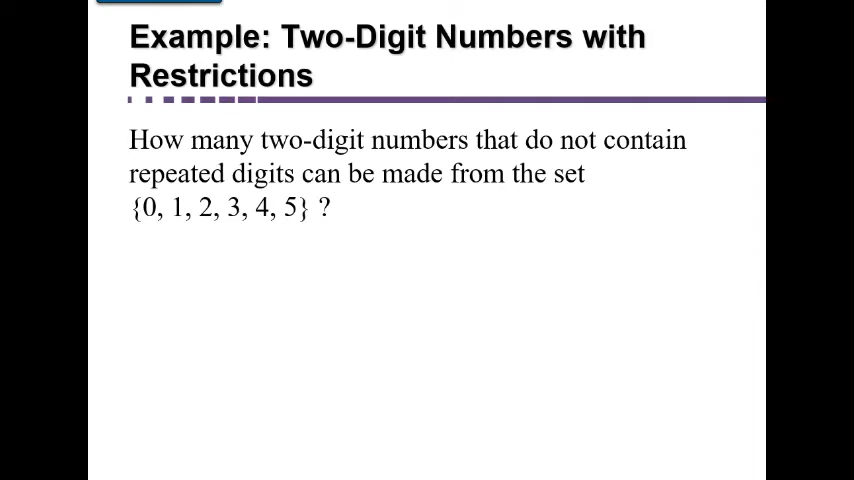 Example: Two-Digit Numbers with
Restrictions
How many two-digit numbers that do not contain
repeated digits can be made from the set
{0, 1, 2, 3, 4, 5} ?